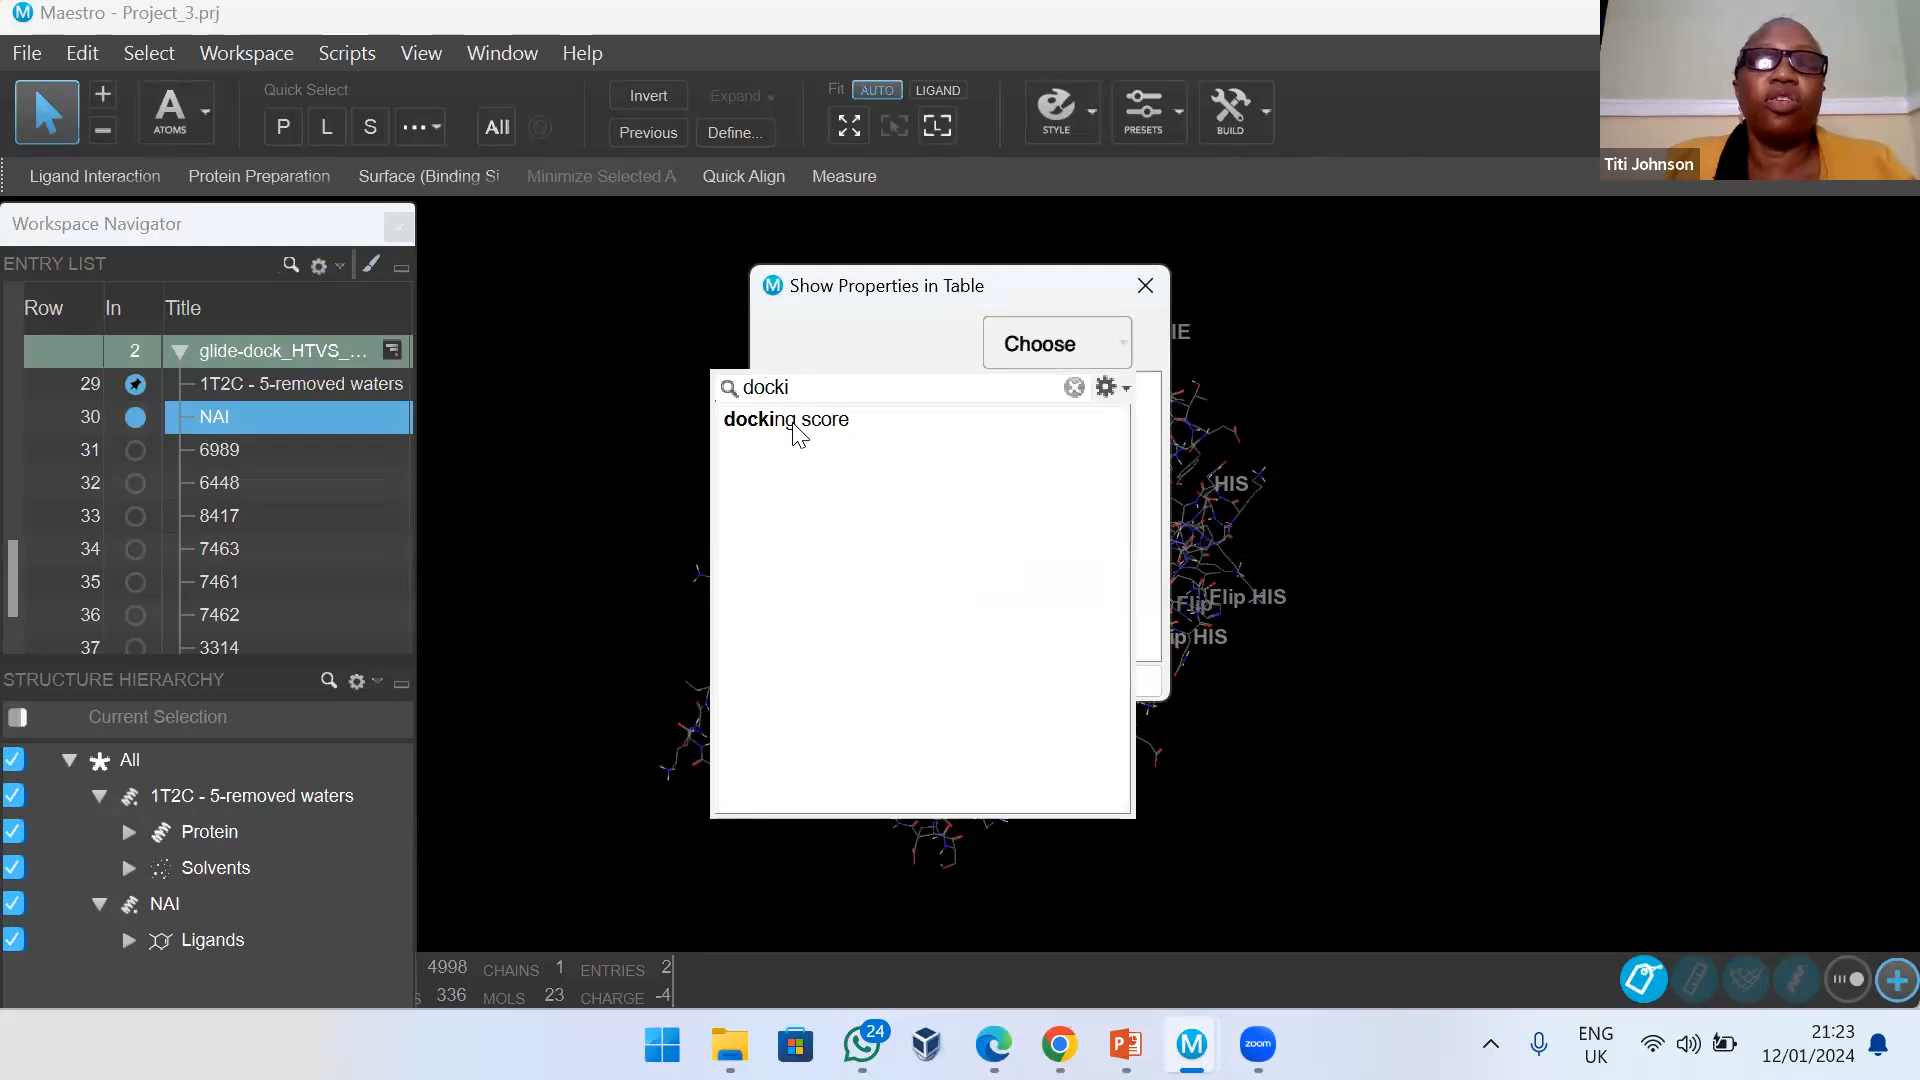 Maestro - Project_3.prj
File Edit Select Workspace Scripts View Window Help
Quick Select
Invert
Expand
Fit AUTO LIGAND
ATOMS
P L S
All
Previous
Define...
STYLE
PRESETS
BUILD
Titi Johnson
Ligand Interaction Protein Preparation Surface (Binding Si Minimize Selected A Quick Align Measure
Workspace Navigator
ENTRY LIST
Row In Title
2 glide-dock_HTVS_...
29 1T2C - 5-removed waters
30 NAI
31 6989
32 6448
33 8417
34 7463
35 7461
36 7462
37 3314
STRUCTURE HIERARCHY
Current Selection
All
1T2C - 5-removed waters
Protein
Solvents
NAI
Ligands
Show Properties in Table
Choose
docki
docking score
IE
HIS
Flip
Flip HIS
ip HIS
4998 CHAINS 1 ENTRIES 2
S 336 MOLS 23 CHARGE -4
24
zoom
ENG
UK
21:23
12/01/2024